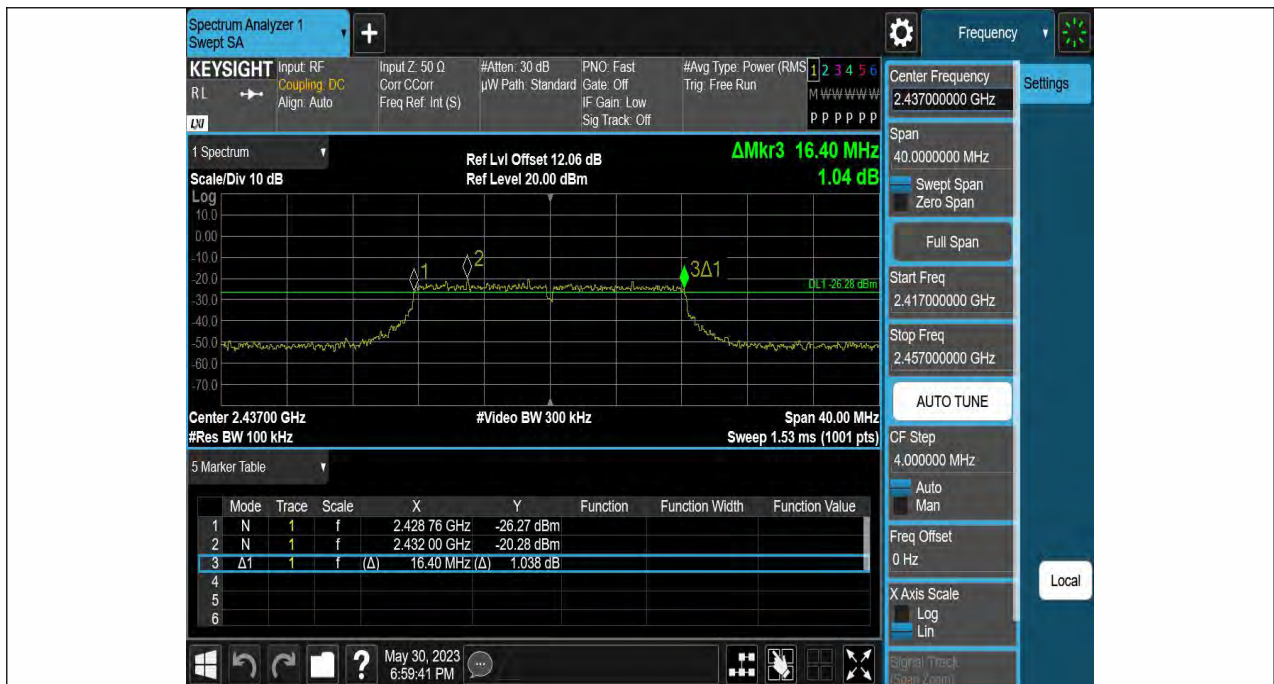 Spectrum Analyzer 1
Swept SA
+
Frequency
KEYSIGHT
RL
LXI
Input: RF
Coupling: DC
Align: Auto
Input Z: 50 Ω
Corr CCorr
Freq Ref: Int (S)
#Atten: 30 dB
µW Path: Standard
PNO: Fast
Gate: Off
IF Gain: Low
Sig Track: Off
#Avg Type: Power (RMS
Trig: Free Run
1 2 3 4 5 6
M W W W W W
P P P P P P
1 Spectrum
Scale/Div 10 dB
Ref Lvl Offset 12.06 dB
Ref Level 20.00 dBm
ΔMkr3 16.40 MHz
1.04 dB
Log
10.0
0.00
-10.0
-20.0
-30.0
-40.0
-50.0
-60.0
-70.0
1
2
3Δ1
DL1 -26.28 dBm
Center 2.43700 GHz
#Video BW 300 kHz
Span 40.00 MHz
#Res BW 100 kHz
Sweep 1.53 ms (1001 pts)
5 Marker Table
Mode Trace Scale X Y Function Function Width Function Value
1 N 1 f 2.428 76 GHz -26.27 dBm
2 N 1 f 2.432 00 GHz -20.28 dBm
3 Δ1 1 f (Δ) 16.40 MHz (Δ) 1.038 dB
4
5
6
?
May 30, 2023
6:59:41 PM
Center Frequency
2.437000000 GHz
Span
40.0000000 MHz
Swept Span
Zero Span
Full Span
Start Freq
2.417000000 GHz
Stop Freq
2.457000000 GHz
AUTO TUNE
CF Step
4.000000 MHz
Auto
Man
Freq Offset
0 Hz
X Axis Scale
Log
Lin
Signal Track
(Span Zoom)
Settings
Local